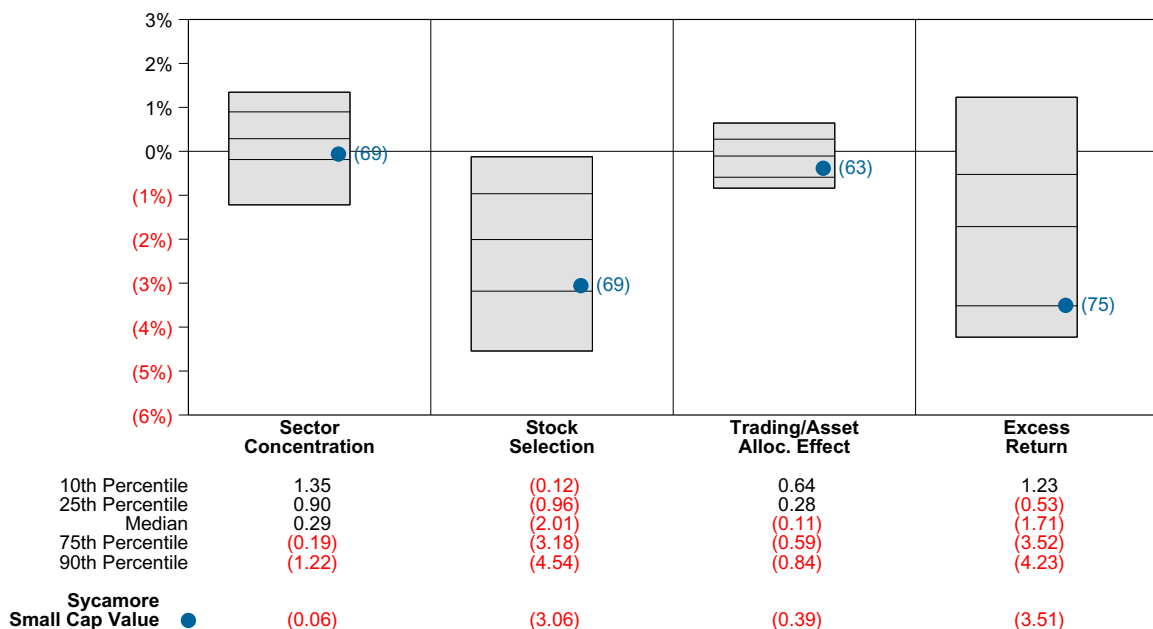 3%
2%
1%
0%
(1%)
(2%)
(3%)
(4%)
(5%)
(6%)
(69)
(69)
(63)
(75)
Sector Concentration
Stock Selection
Trading/Asset Alloc. Effect
Excess Return
10th Percentile 1.35 (0.12) 0.64 1.23
25th Percentile 0.90 (0.96) 0.28 (0.53)
Median 0.29 (2.01) (0.11) (1.71)
75th Percentile (0.19) (3.18) (0.59) (3.52)
90th Percentile (1.22) (4.54) (0.84) (4.23)
Sycamore
Small Cap Value (0.06) (3.06) (0.39) (3.51)